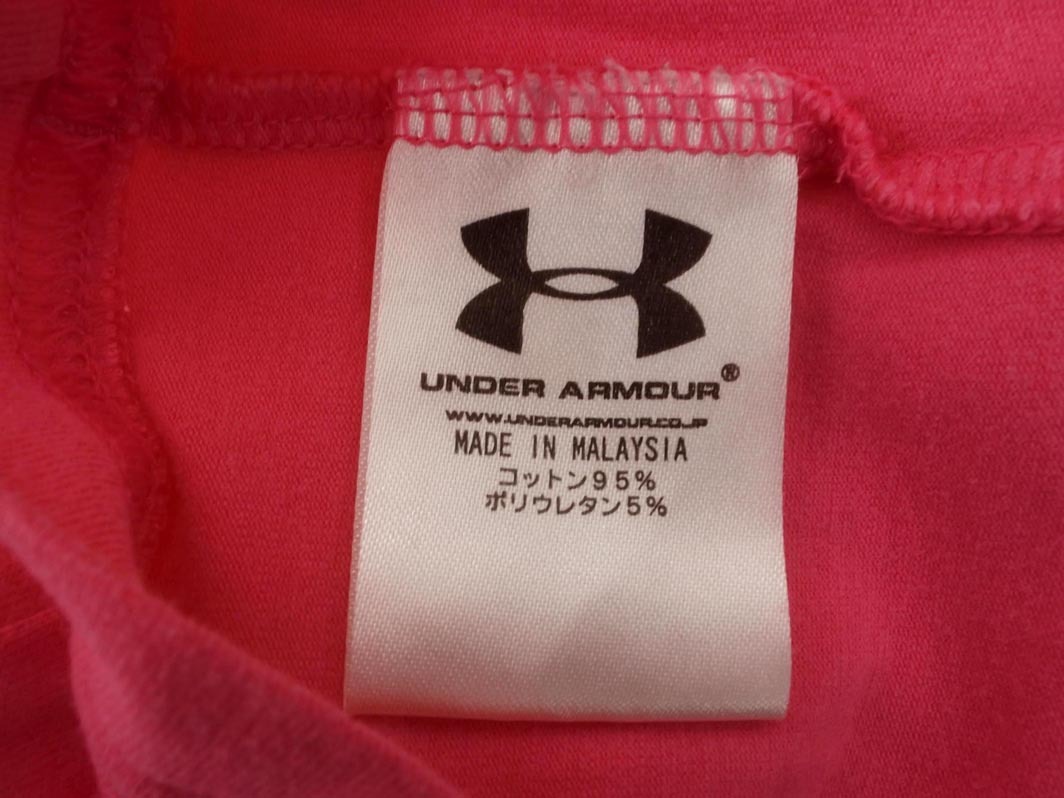 UNDER ARMOUR®
WWW.UNDERARMOUR.CO.JP
MADE IN MALAYSIA
コットン95%
ポリウレタン5%